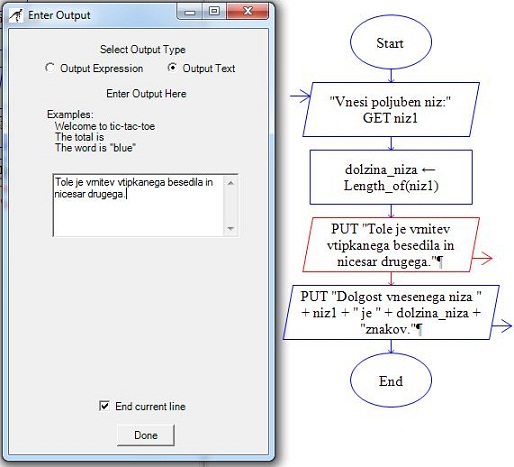 Enter Output
Select Output Type
Output Expression
Output Text
Enter Output Here
Examples:
Welcome to tic-tac-toe
The total is
The word is "blue"
Tole je vrnitev vtipkanega besedila in
nicesar drugega.
End current line
Done
Start
"Vnesi poljuben niz:"
GET niz1
dolzina_niza ←
Length_of(niz1)
PUT "Tole je vrnitev
vtipkanega besedila in
nicesar drugega."¶
PUT "Dolgost vnesenega niza "
+ niz1 + " je " + dolzina_niza +
"znakov."¶
End